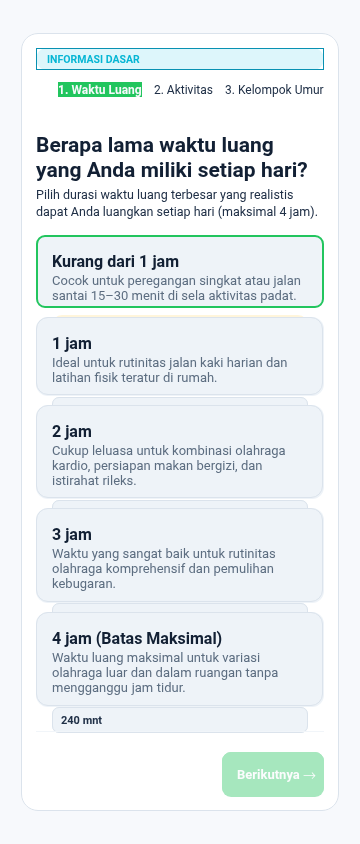 INFORMASI DASAR
1. Waktu Luang 2. Aktivitas 3. Kelompok Umur
Berapa lama waktu luang
yang Anda miliki setiap hari?
Pilih durasi waktu luang terbesar yang realistis
dapat Anda luangkan setiap hari (maksimal 4 jam).
Kurang dari 1 jam
Cocok untuk peregangan singkat atau jalan
santai 15–30 menit di sela aktivitas padat.
1 jam
Ideal untuk rutinitas jalan kaki harian dan
latihan fisik teratur di rumah.
2 jam
Cukup leluasa untuk kombinasi olahraga
kardio, persiapan makan bergizi, dan
istirahat rileks.
3 jam
Waktu yang sangat baik untuk rutinitas
olahraga komprehensif dan pemulihan
kebugaran.
4 jam (Batas Maksimal)
Waktu luang maksimal untuk variasi
olahraga luar dan dalam ruangan tanpa
mengganggu jam tidur.
240 mnt
Berikutnya →